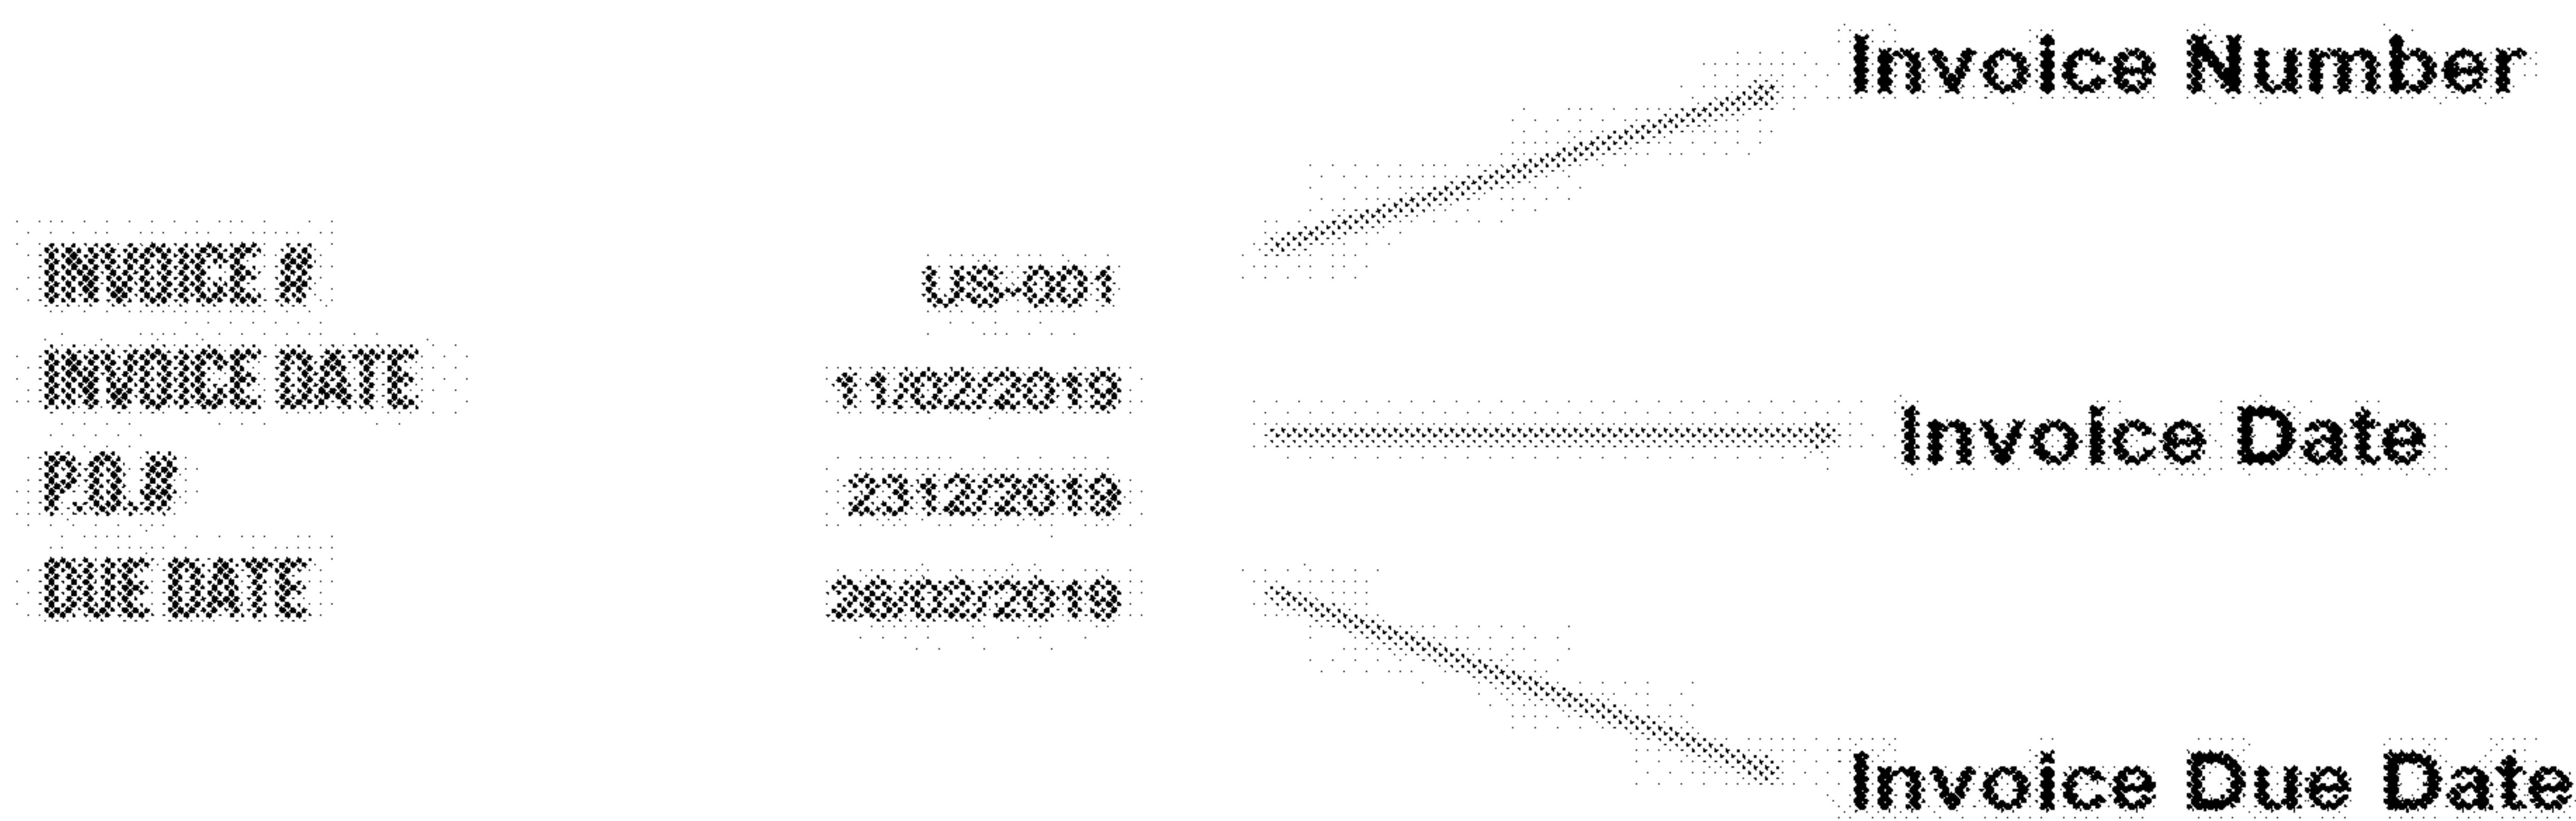 Invoice Number
INVOICE # US-001
INVOICE DATE 11/02/2019
Invoice Date
P.O.# 2312/2019
DUE DATE 26/02/2019
Invoice Due Date